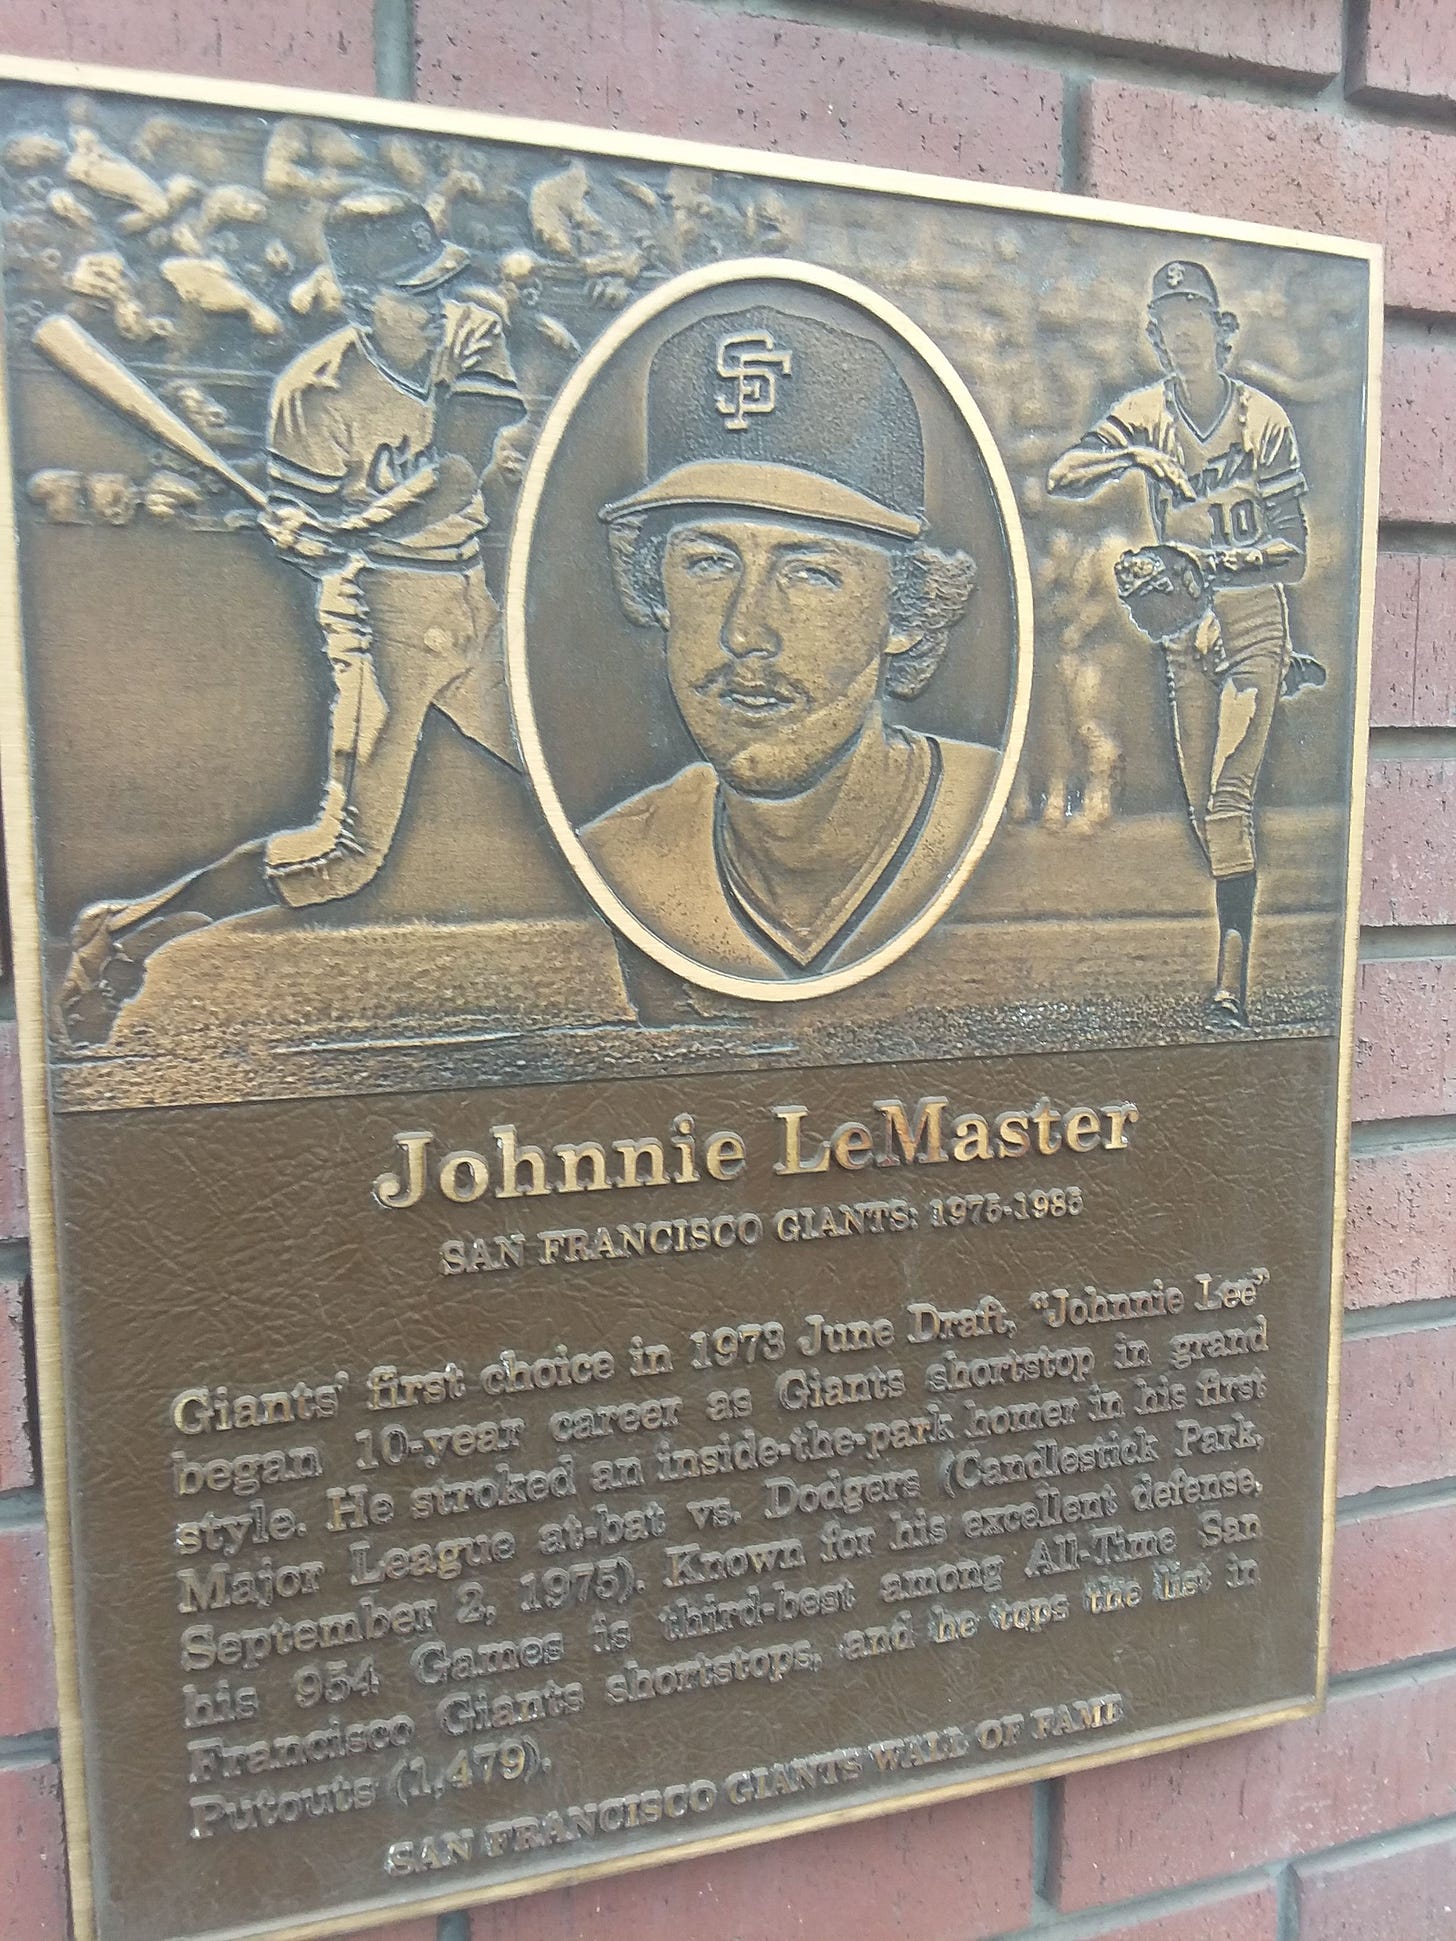 SF
SF
Giants
10
Johnnie LeMaster
SAN FRANCISCO GIANTS: 1975-1985
Giants' first choice in 1973 June Draft, "Johnnie Lee"
began 10-year career as Giants shortstop in grand
style. He stroked an inside-the-park homer in his first
Major League at-bat vs. Dodgers (Candlestick Park,
September 2, 1975). Known for his excellent defense,
his 954 Games is third-best among All-Time San
Francisco Giants shortstops, and he tops the list in
Putouts (1,479).
SAN FRANCISCO GIANTS WALL OF FAME